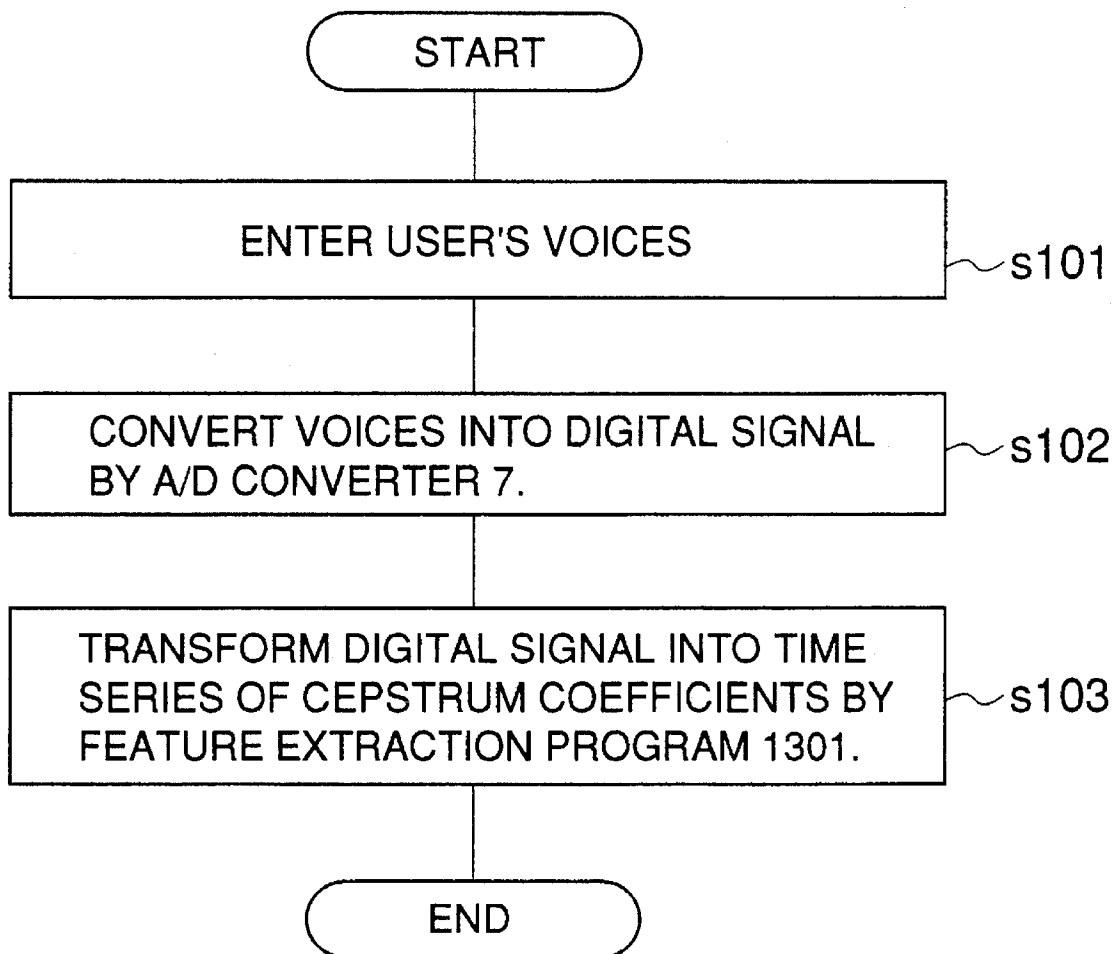 START
ENTER USER'S VOICES
s101
CONVERT VOICES INTO DIGITAL SIGNAL
BY A/D CONVERTER 7.
s102
TRANSFORM DIGITAL SIGNAL INTO TIME
SERIES OF CEPSTRUM COEFFICIENTS BY
FEATURE EXTRACTION PROGRAM 1301.
s103
END